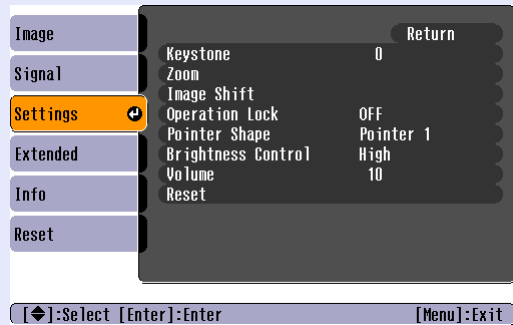 Image
Signal
Settings
Extended
Info
Reset
Return
Keystone 0
Zoom
Image Shift
Operation Lock OFF
Pointer Shape Pointer 1
Brightness Control High
Volume 10
Reset
[◆]:Select [Enter]:Enter [Menu]:Exit